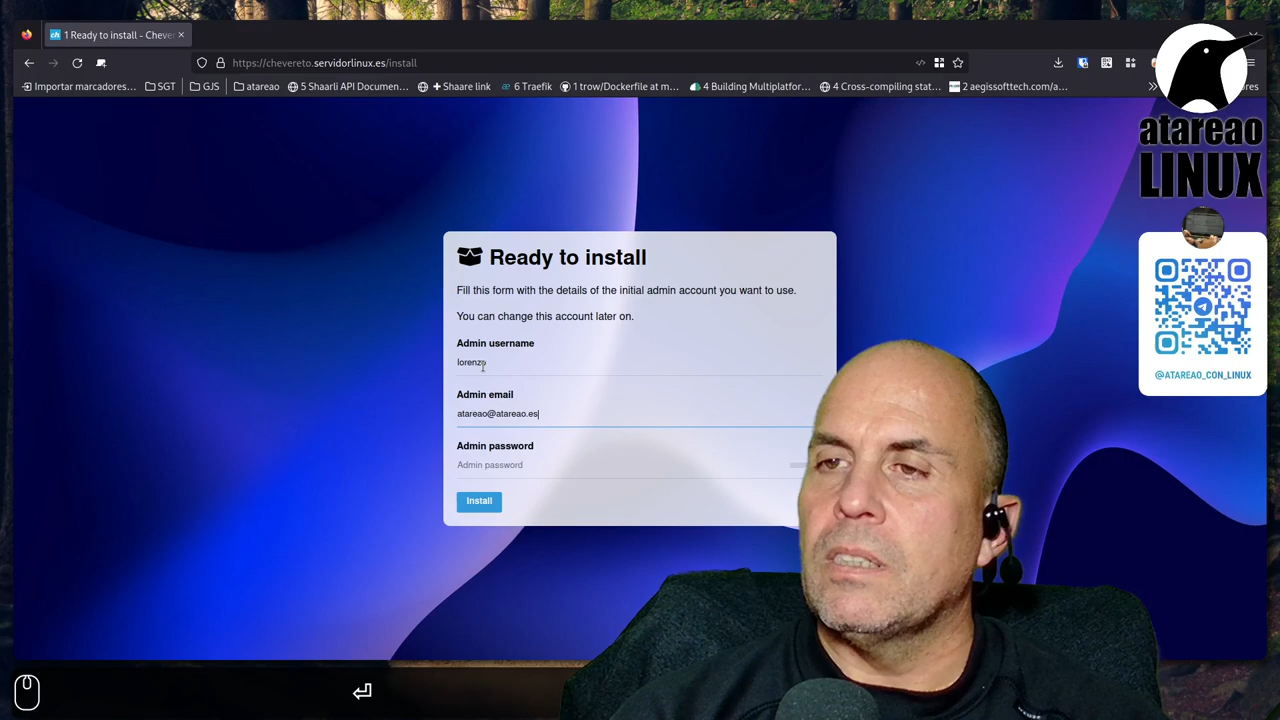 1 Ready to install - Chever
https://chevereto.servidorlinux.es/install
Importar marcadores…
SGT
GJS
atareao
5 Shaarli API Documen…
Shaare link
6 Traefik
1 trow/Dockerfile at m…
4 Building Multiplatfor…
4 Cross-compiling stat…
2 aegissofttech.com/a…
ores
atareao
LINUX
@ATAREAO_CON_LINUX
Ready to install
Fill this form with the details of the initial admin account you want to use.
You can change this account later on.
Admin username
lorenzo
Admin email
atareao@atareao.es
Admin password
Admin password
Install